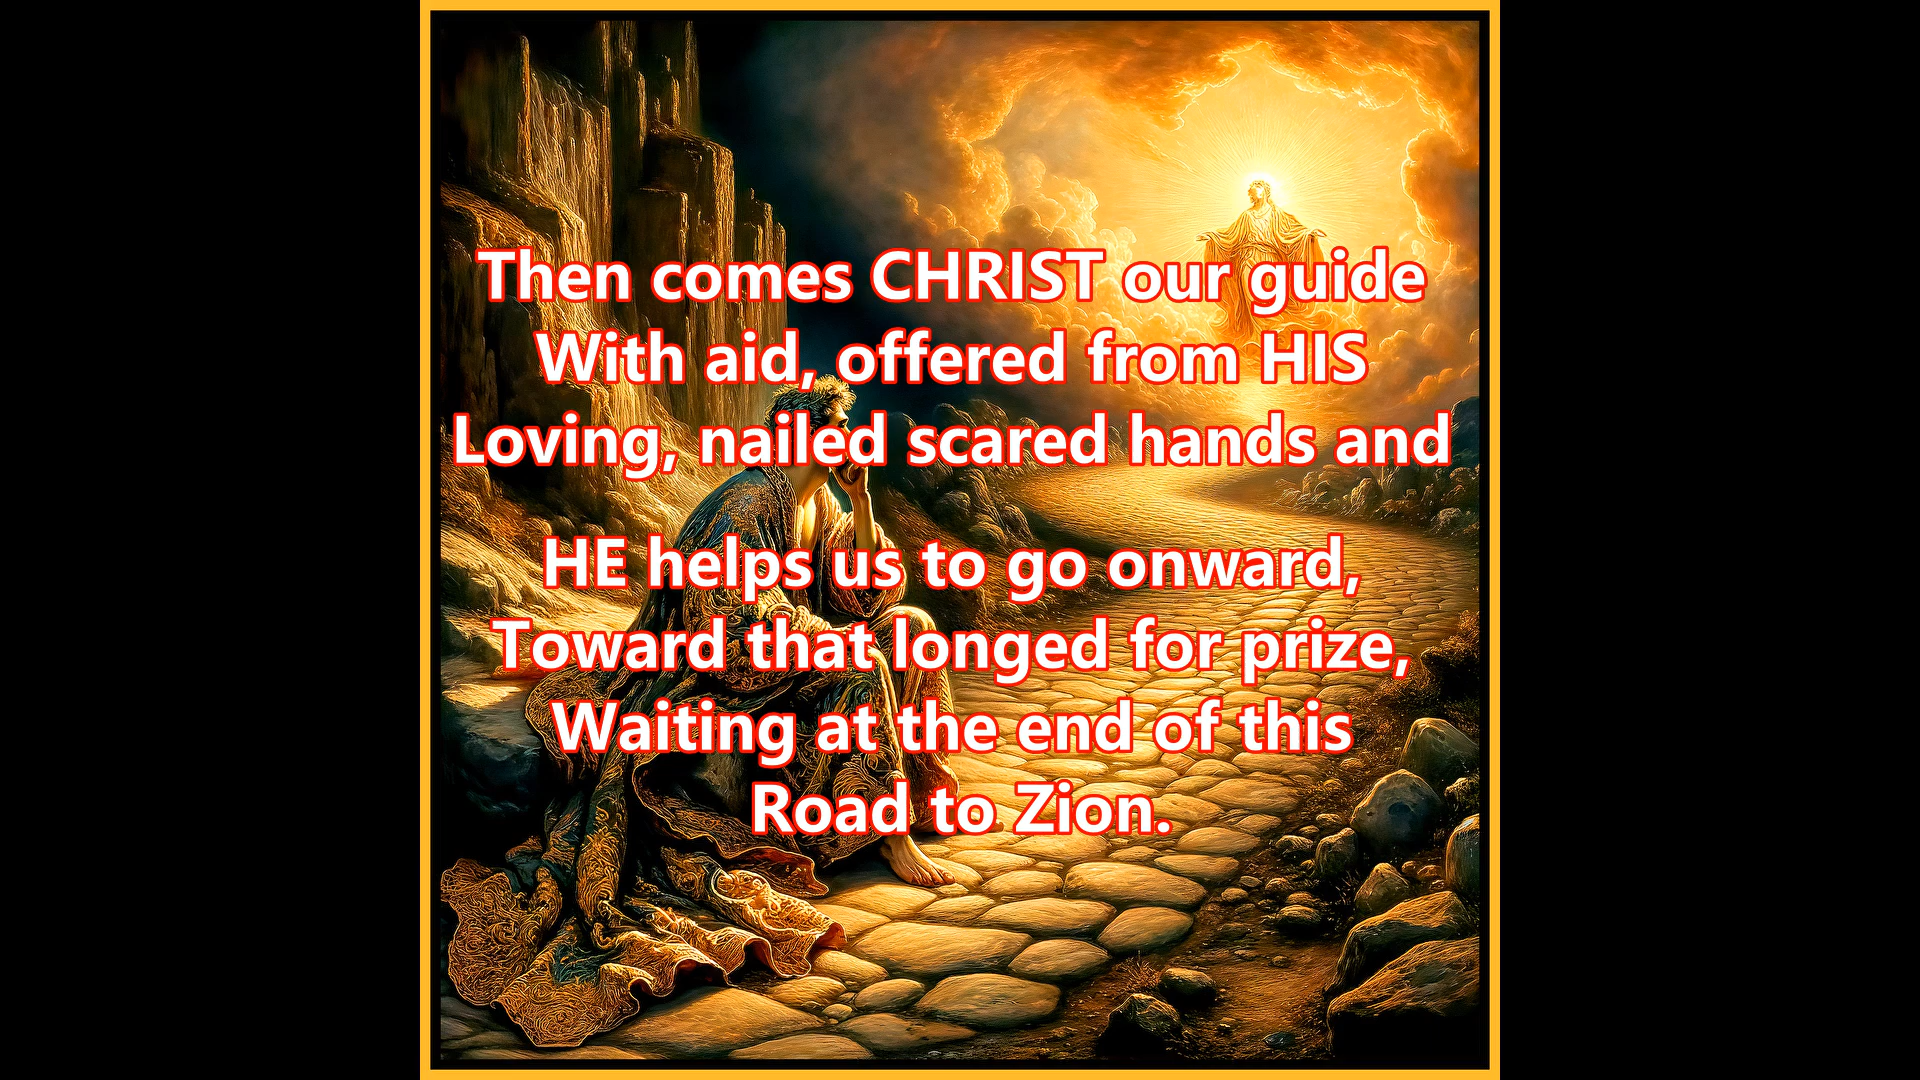 Then comes CHRIST our guide
With aid, offered from HIS
Loving, nailed scared hands and
HE helps us to go onward,
Toward that longed for prize,
Waiting at the end of this
Road to Zion.